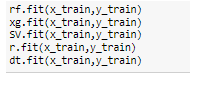 rf.fit(x_train,y_train)
xg.fit(x_train,y_train)
SV.fit(x_train,y_train)
r.fit(x_train,y_train)
dt.fit(x_train,y_train)